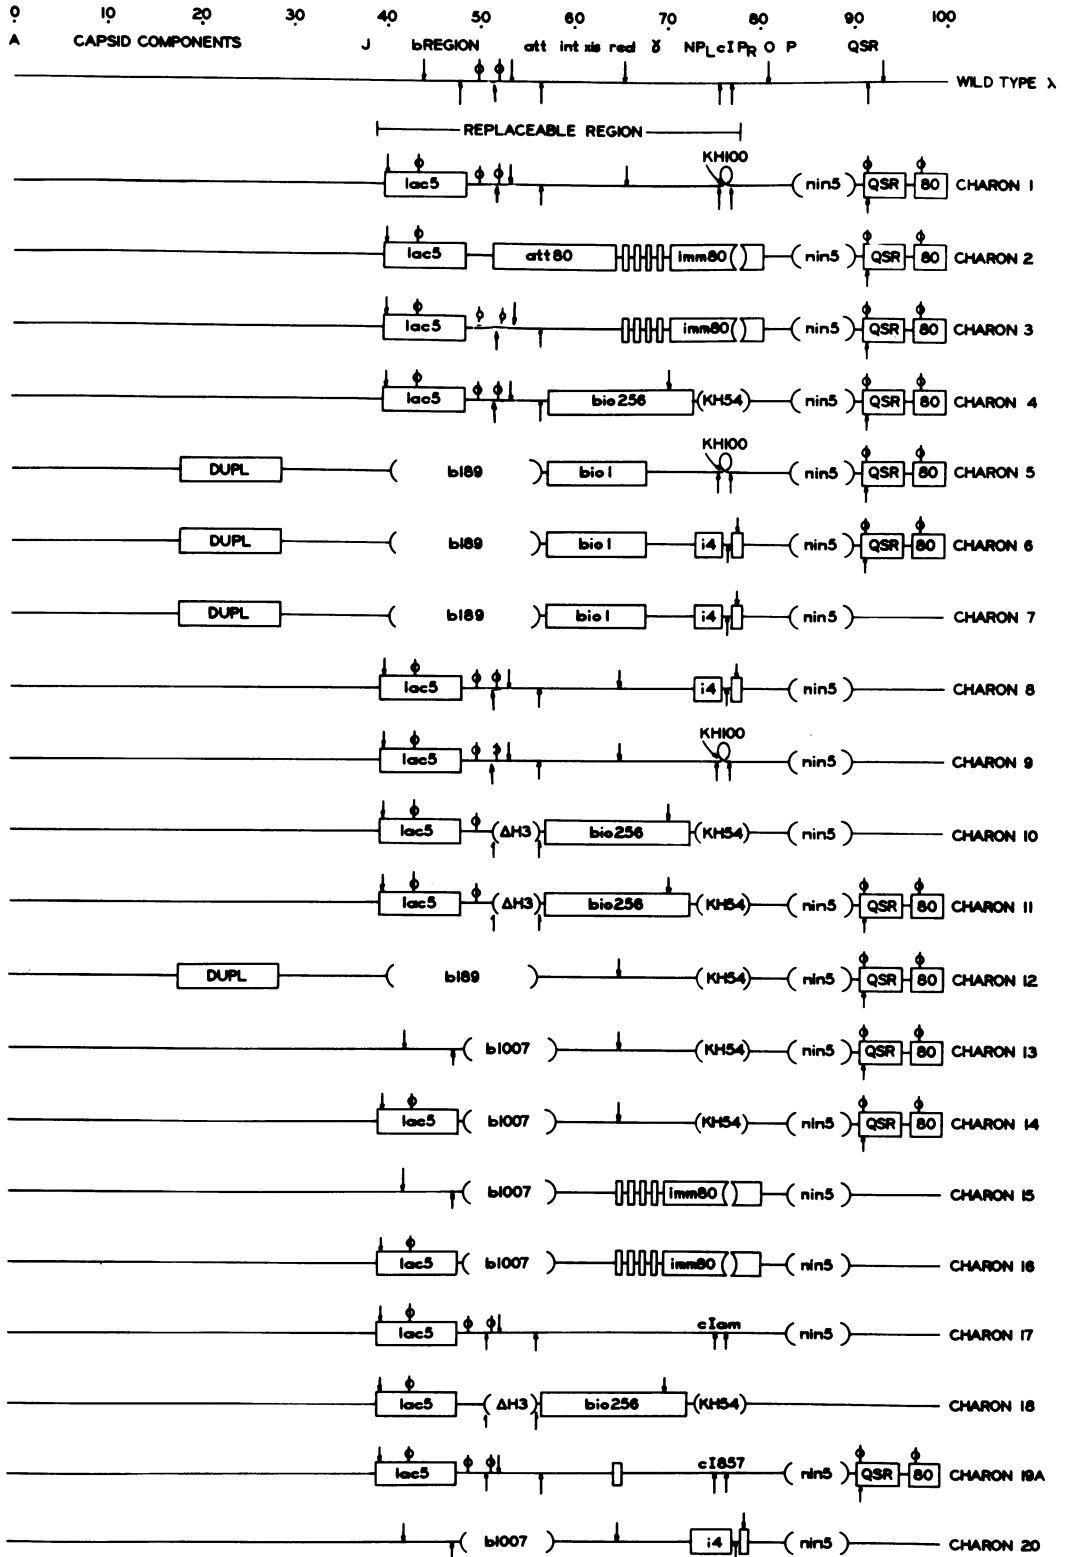 0 10 20 30 40 50 60 70 80 90 100
A CAPSID COMPONENTS J bREGION att int xis red γ NPLcIPR O P QSR
WILD TYPE λ
REPLACEABLE REGION
KH100
lac5 (nin5) QSR 80 CHARON 1
lac5 att80 imm80 (nin5) QSR 80 CHARON 2
lac5 imm80 (nin5) QSR 80 CHARON 3
lac5 bio256 (KH54) (nin5) QSR 80 CHARON 4
KH100
DUPL ( b189 ) bio1 (nin5) QSR 80 CHARON 5
DUPL ( b189 ) bio1 i4 (nin5) QSR 80 CHARON 6
DUPL ( b189 ) bio1 i4 (nin5) CHARON 7
lac5 i4 (nin5) CHARON 8
KH100
lac5 (nin5) CHARON 9
lac5 (ΔH3) bio256 (KH54) (nin5) CHARON 10
lac5 (ΔH3) bio256 (KH54) (nin5) QSR 80 CHARON 11
DUPL ( b189 ) (KH54) (nin5) QSR 80 CHARON 12
( b1007 ) (KH54) (nin5) QSR 80 CHARON 13
lac5 ( b1007 ) (KH54) (nin5) QSR 80 CHARON 14
( b1007 ) imm80 (nin5) CHARON 15
lac5 ( b1007 ) imm80 (nin5) CHARON 16
lac5 cIam (nin5) CHARON 17
lac5 (ΔH3) bio256 (KH54) CHARON 18
lac5 cI857 (nin5) QSR 80 CHARON 19A
( b1007 ) i4 (nin5) CHARON 20